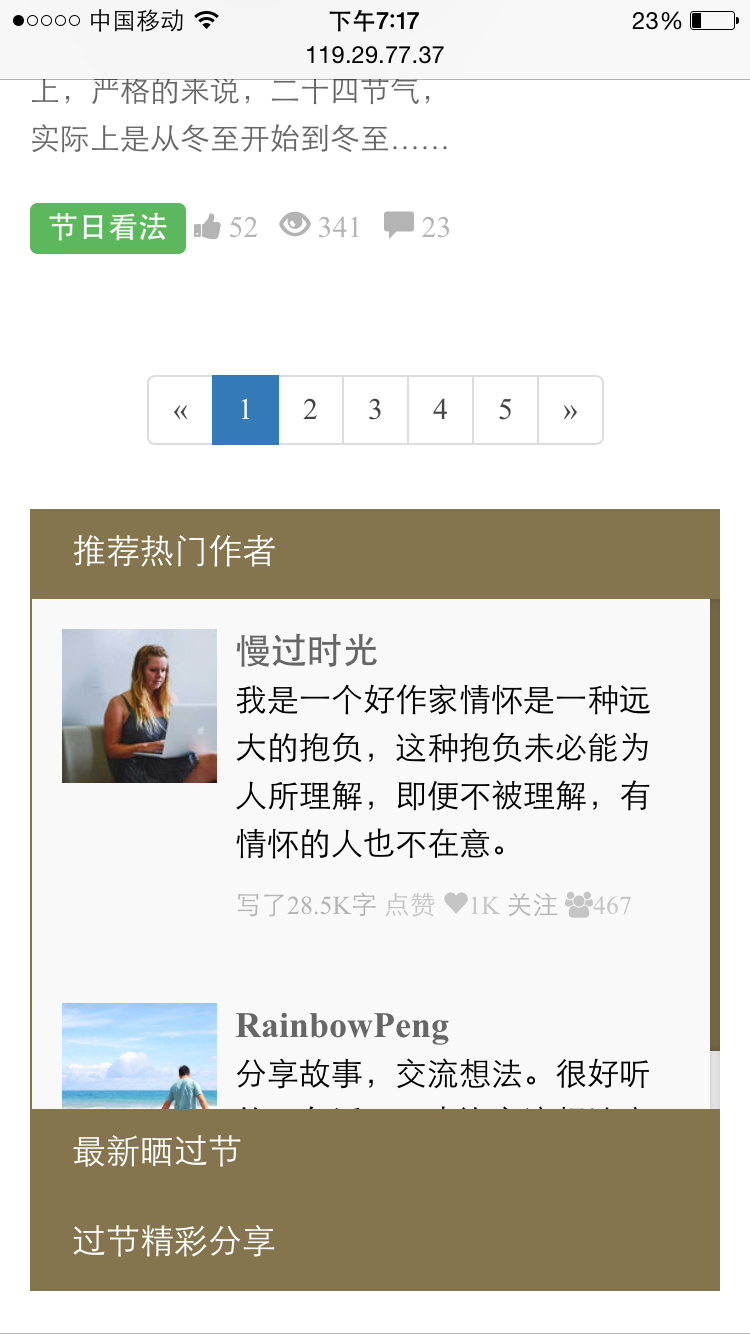 中国移动 下午7:17 23%
119.29.77.37
上，严格的来说，二十四节气，
实际上是从冬至开始到冬至……
节日看法 52 341 23
« 1 2 3 4 5 »
推荐热门作者
慢过时光
我是一个好作家情怀是一种远
大的抱负，这种抱负未必能为
人所理解，即便不被理解，有
情怀的人也不在意。
写了28.5K字 点赞 1K 关注 467
RainbowPeng
分享故事，交流想法。很好听
最新晒过节
过节精彩分享